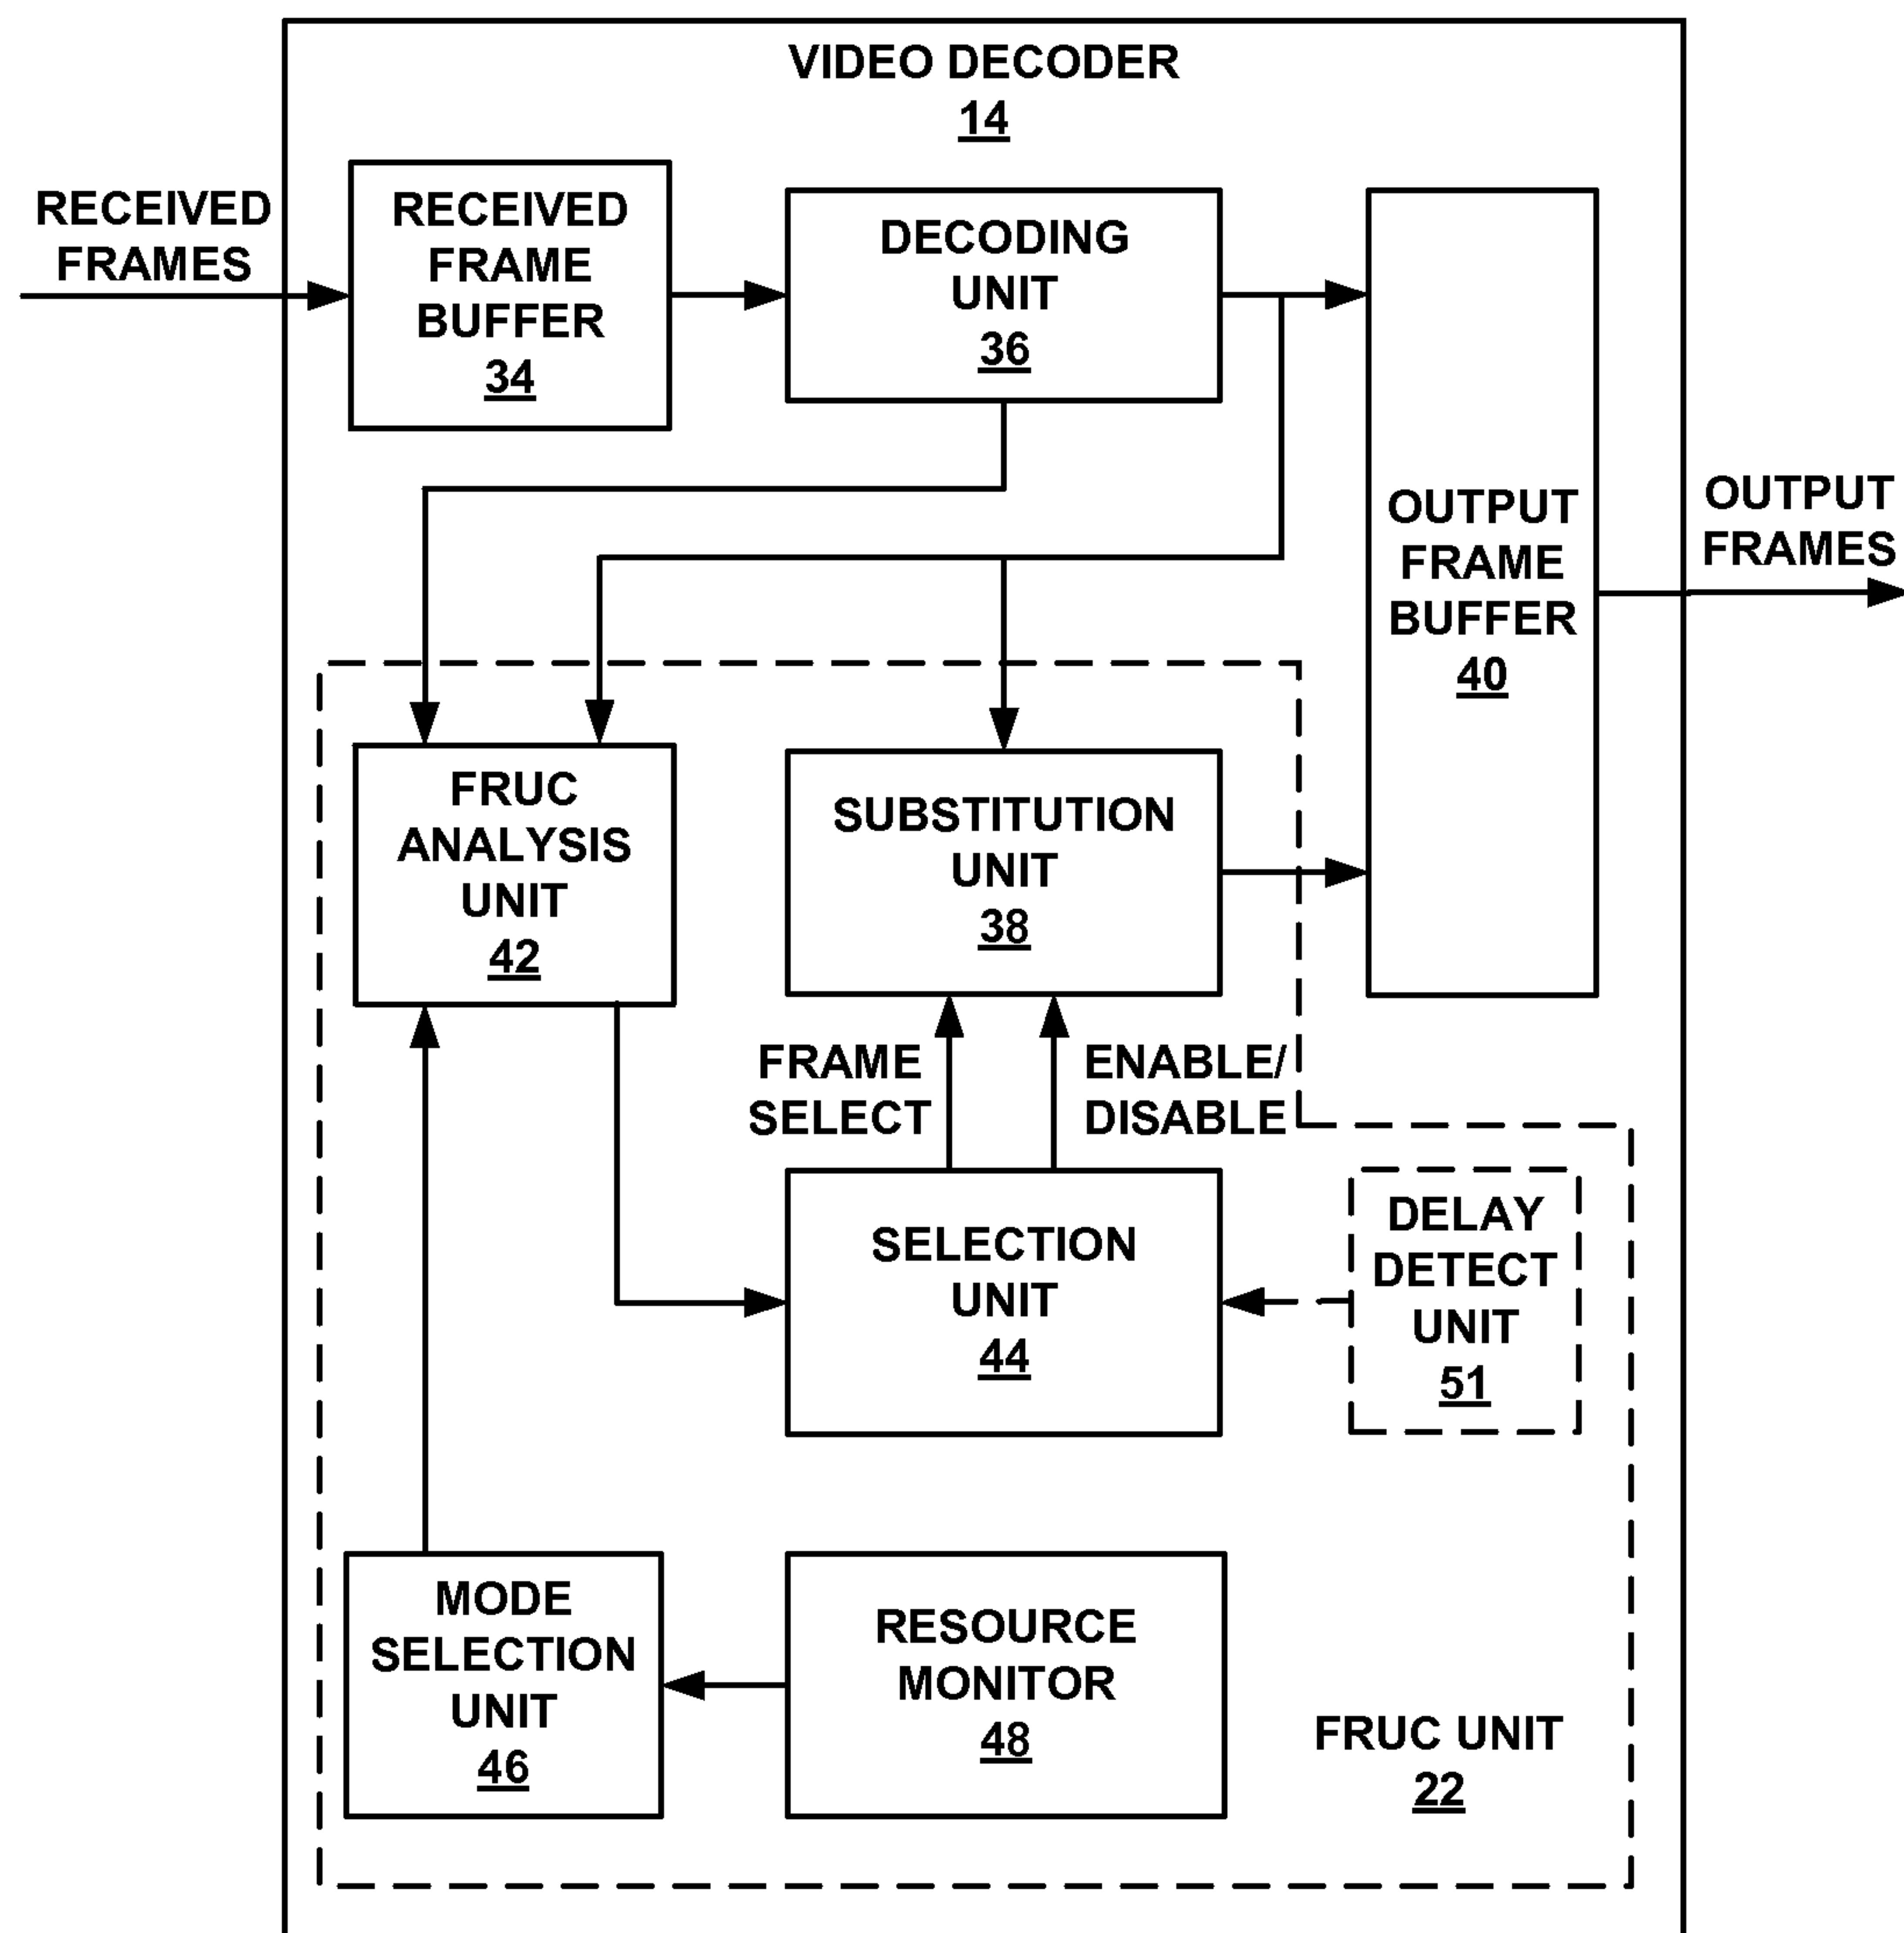 VIDEO DECODER
14
RECEIVED
FRAMES
RECEIVED
FRAME
BUFFER
34
DECODING
UNIT
36
OUTPUT
FRAME
BUFFER
40
OUTPUT
FRAMES
FRUC
ANALYSIS
UNIT
42
SUBSTITUTION
UNIT
38
FRAME
SELECT
ENABLE/
DISABLE
SELECTION
UNIT
44
DELAY
DETECT
UNIT
51
MODE
SELECTION
UNIT
46
RESOURCE
MONITOR
48
FRUC UNIT
22